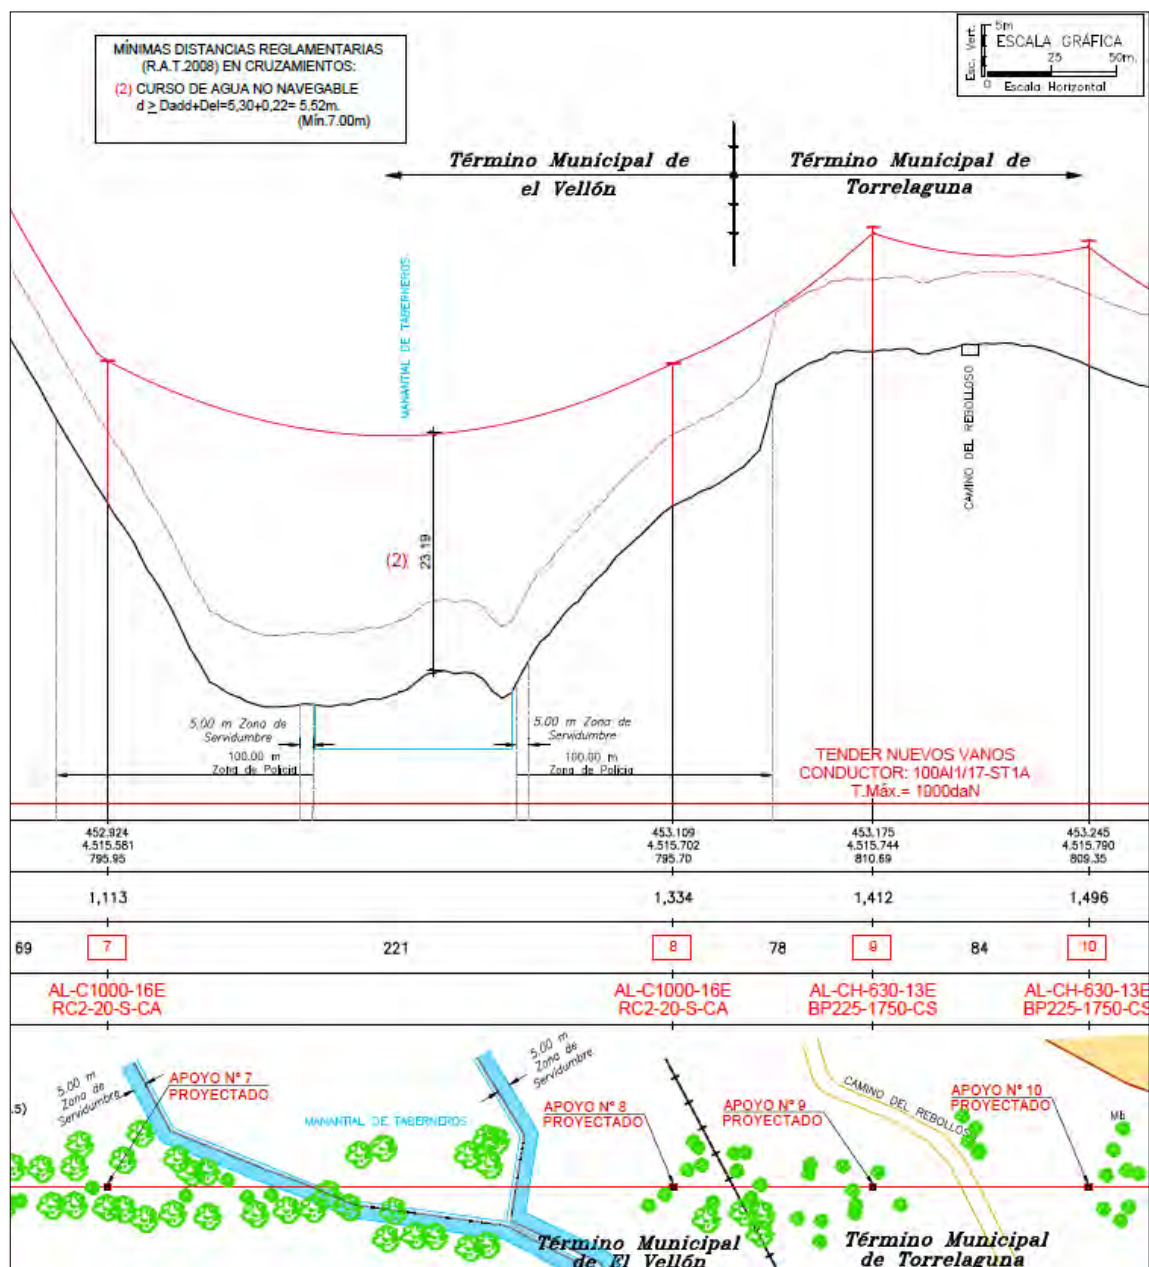 MÍNIMAS DISTANCIAS REGLAMENTARIAS
(R.A.T.2008) EN CRUZAMIENTOS:
(2) CURSO DE AGUA NO NAVEGABLE
d ≥ Dadd+Del=5,30+0,22= 5,52m.
(Mín.7.00m)
Esc. Vert.
5m
ESCALA GRÁFICA
25 50m.
0
Escala Horizontal
Término Municipal de
el Vellón
Término Municipal de
Torrelaguna
MANANTIAL DE TABERNEROS
CAMINO DEL REBOLLOSO
(2)
23.19
5,00 m Zona de
Servidumbre
100.00 m
Zona de Policía
5.00 m Zona de
Servidumbre
100.00 m
Zona de Policía
TENDER NUEVOS VANOS
CONDUCTOR: 100Al1/17-ST1A
T.Máx.= 1000daN
452.924 453.109 453.175 453.245
4.515.581 4.515.702 4.515.744 4.515.790
795.95 795.70 810.69 809.35
1,113 1,334 1,412 1,496
69 7 221 8 78 9 84 10
AL-C1000-16E AL-C1000-16E AL-CH-630-13E AL-CH-630-13E
RC2-20-S-CA RC2-20-S-CA BP225-1750-CS BP225-1750-CS
5.00 m
Zona de
Servidumbre
APOYO Nº 7
PROYECTADO
5.00 m
Zona de
Servidumbre
MANANTIAL DE TABERNEROS
APOYO Nº 8
PROYECTADO
APOYO Nº 9
PROYECTADO
CAMINO DEL REBOLLOSO
APOYO Nº 10
PROYECTADO
.5)
Término Municipal
de El Vellón
Término Municipal
de Torrelaguna